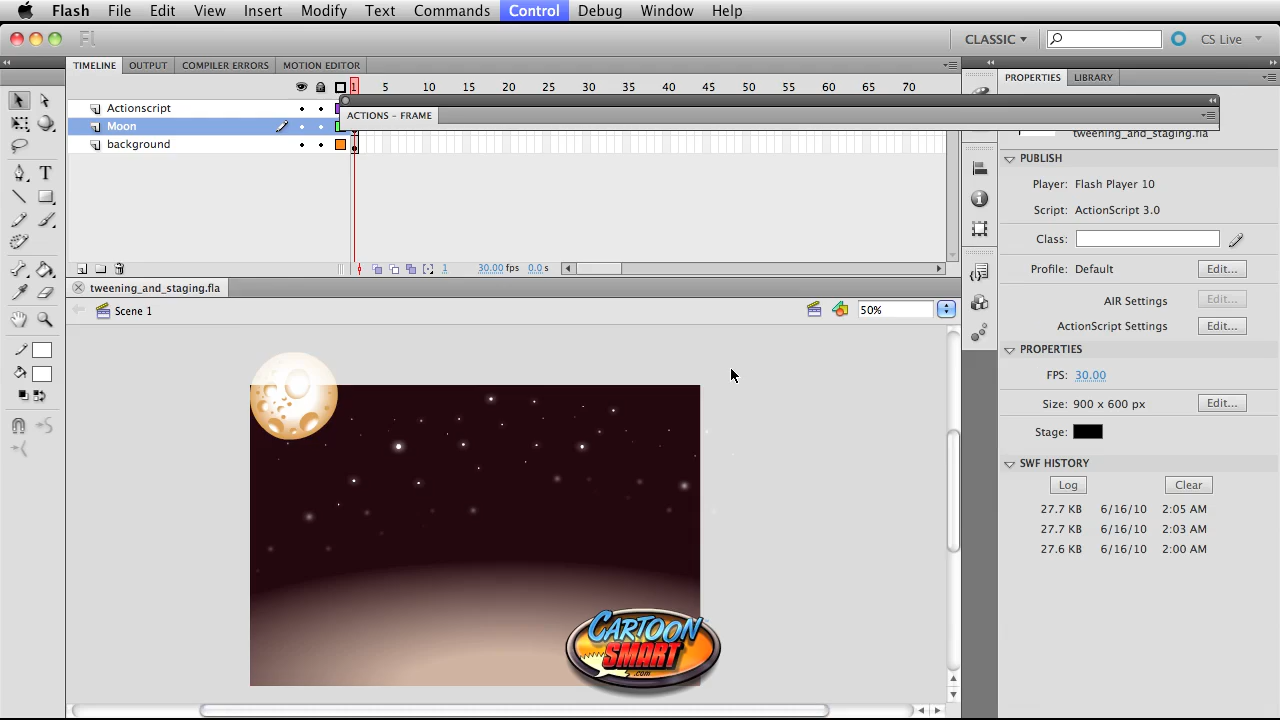 Flash File Edit View Insert Modify Text Commands Control Debug Window Help
Fl CLASSIC CS Live
TIMELINE OUTPUT COMPILER ERRORS MOTION EDITOR PROPERTIES LIBRARY
1 5 10 15 20 25 30 35 40 45 50 55 60 65 70
Actionscript
ACTIONS – FRAME
Moon
tweening_and_staging.fla
background
PUBLISH
Player: Flash Player 10
Script: ActionScript 3.0
Class:
1 30.00 fps 0.0 s
Profile: Default Edit...
tweening_and_staging.fla
AIR Settings Edit...
Scene 1 50%
ActionScript Settings Edit...
PROPERTIES
FPS: 30.00
Size: 900 x 600 px Edit...
Stage:
SWF HISTORY
Log Clear
27.7 KB 6/16/10 2:05 AM
27.7 KB 6/16/10 2:03 AM
27.6 KB 6/16/10 2:00 AM
CARTOON
SMART
.com